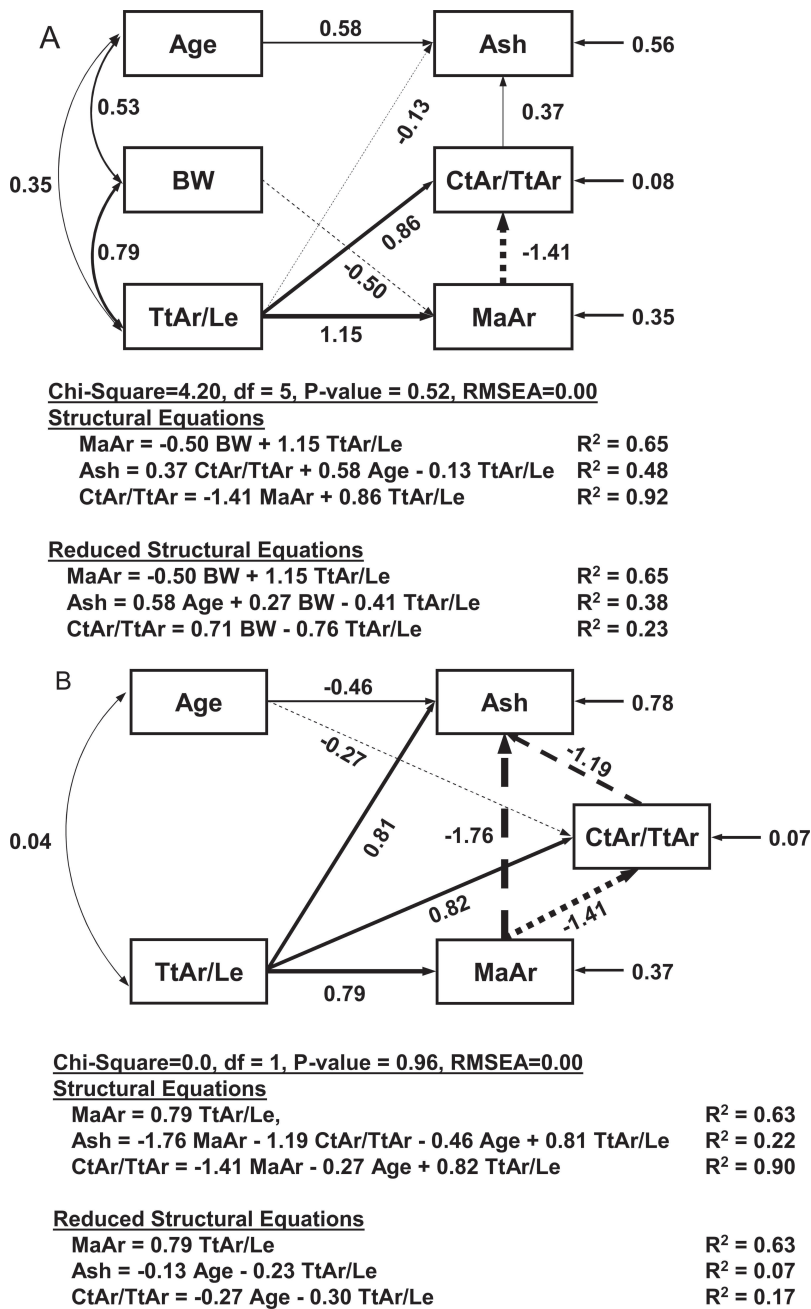 A
Age
0.58
Ash
0.56
0.53
-0.13
0.37
0.35
BW
CtAr/TtAr
0.08
0.79
0.86
-0.50
-1.41
TtAr/Le
1.15
MaAr
0.35
Chi-Square=4.20, df = 5, P-value = 0.52, RMSEA=0.00
Structural Equations
MaAr = -0.50 BW + 1.15 TtAr/Le R² = 0.65
Ash = 0.37 CtAr/TtAr + 0.58 Age - 0.13 TtAr/Le R² = 0.48
CtAr/TtAr = -1.41 MaAr + 0.86 TtAr/Le R² = 0.92
Reduced Structural Equations
MaAr = -0.50 BW + 1.15 TtAr/Le R² = 0.65
Ash = 0.58 Age + 0.27 BW - 0.41 TtAr/Le R² = 0.38
CtAr/TtAr = 0.71 BW - 0.76 TtAr/Le R² = 0.23
B
Age
-0.46
Ash
0.78
-0.27
-1.19
0.04
0.81
-1.76
CtAr/TtAr
0.07
0.82
-1.41
TtAr/Le
0.79
MaAr
0.37
Chi-Square=0.0, df = 1, P-value = 0.96, RMSEA=0.00
Structural Equations
MaAr = 0.79 TtAr/Le, R² = 0.63
Ash = -1.76 MaAr - 1.19 CtAr/TtAr - 0.46 Age + 0.81 TtAr/Le R² = 0.22
CtAr/TtAr = -1.41 MaAr - 0.27 Age + 0.82 TtAr/Le R² = 0.90
Reduced Structural Equations
MaAr = 0.79 TtAr/Le R² = 0.63
Ash = -0.13 Age - 0.23 TtAr/Le R² = 0.07
CtAr/TtAr = -0.27 Age - 0.30 TtAr/Le R² = 0.17